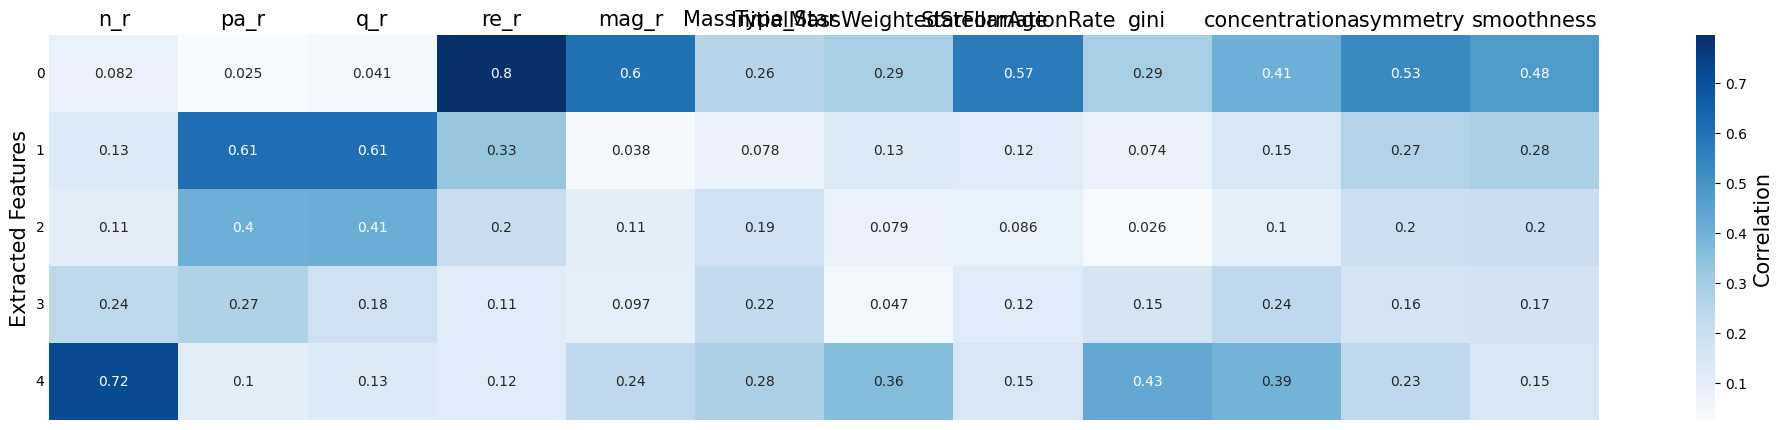 n_r pa_r q_r re_r mag_r MassType_Star InitialMassWeightedStellarAge StarFormationRate gini concentration asymmetry smoothness
0 0.082 0.025 0.041 0.8 0.6 0.26 0.29 0.57 0.29 0.41 0.53 0.48
1 0.13 0.61 0.61 0.33 0.038 0.078 0.13 0.12 0.074 0.15 0.27 0.28
2 0.11 0.4 0.41 0.2 0.11 0.19 0.079 0.086 0.026 0.1 0.2 0.2
3 0.24 0.27 0.18 0.11 0.097 0.22 0.047 0.12 0.15 0.24 0.16 0.17
4 0.72 0.1 0.13 0.12 0.24 0.28 0.36 0.15 0.43 0.39 0.23 0.15
Extracted Features
0.7
0.6
0.5
0.4
0.3
0.2
0.1
Correlation